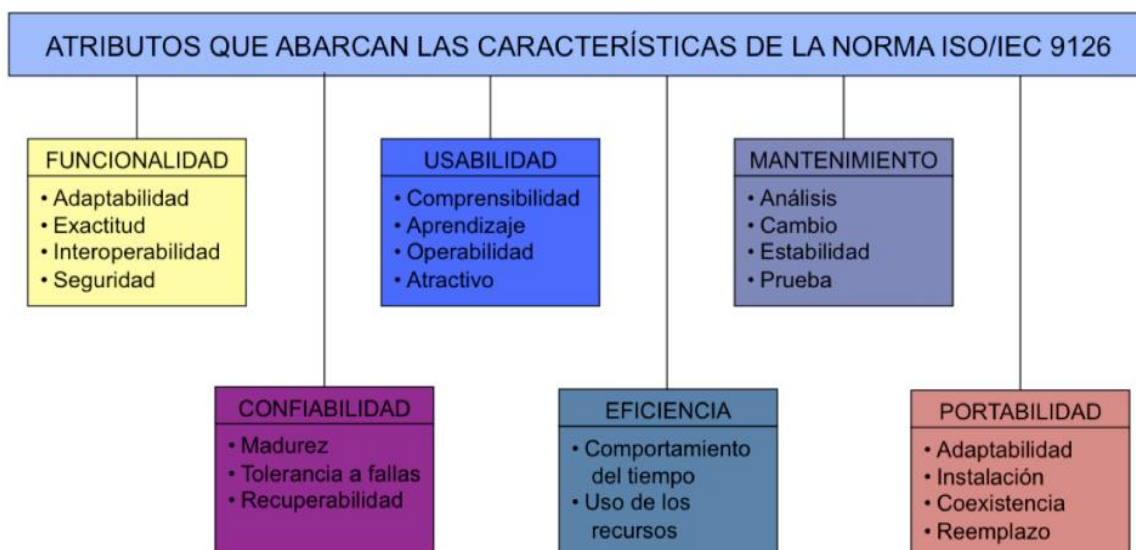 ATRIBUTOS QUE ABARCAN LAS CARACTERÍSTICAS DE LA NORMA ISO/IEC 9126
FUNCIONALIDAD
• Adaptabilidad
• Exactitud
• Interoperabilidad
• Seguridad
USABILIDAD
• Comprensibilidad
• Aprendizaje
• Operabilidad
• Atractivo
MANTENIMIENTO
• Análisis
• Cambio
• Estabilidad
• Prueba
CONFIABILIDAD
• Madurez
• Tolerancia a fallas
• Recuperabilidad
EFICIENCIA
• Comportamiento
del tiempo
• Uso de los
recursos
PORTABILIDAD
• Adaptabilidad
• Instalación
• Coexistencia
• Reemplazo